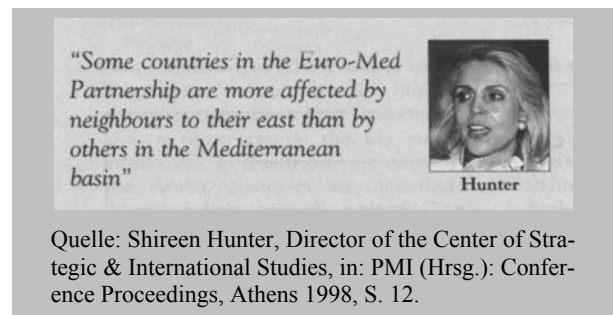 “Some countries in the Euro-Med
Partnership are more affected by
neighbours to their east than by
others in the Mediterranean
basin”
Hunter
Quelle: Shireen Hunter, Director of the Center of Stra-
tegic & International Studies, in: PMI (Hrsg.): Confer-
ence Proceedings, Athens 1998, S. 12.